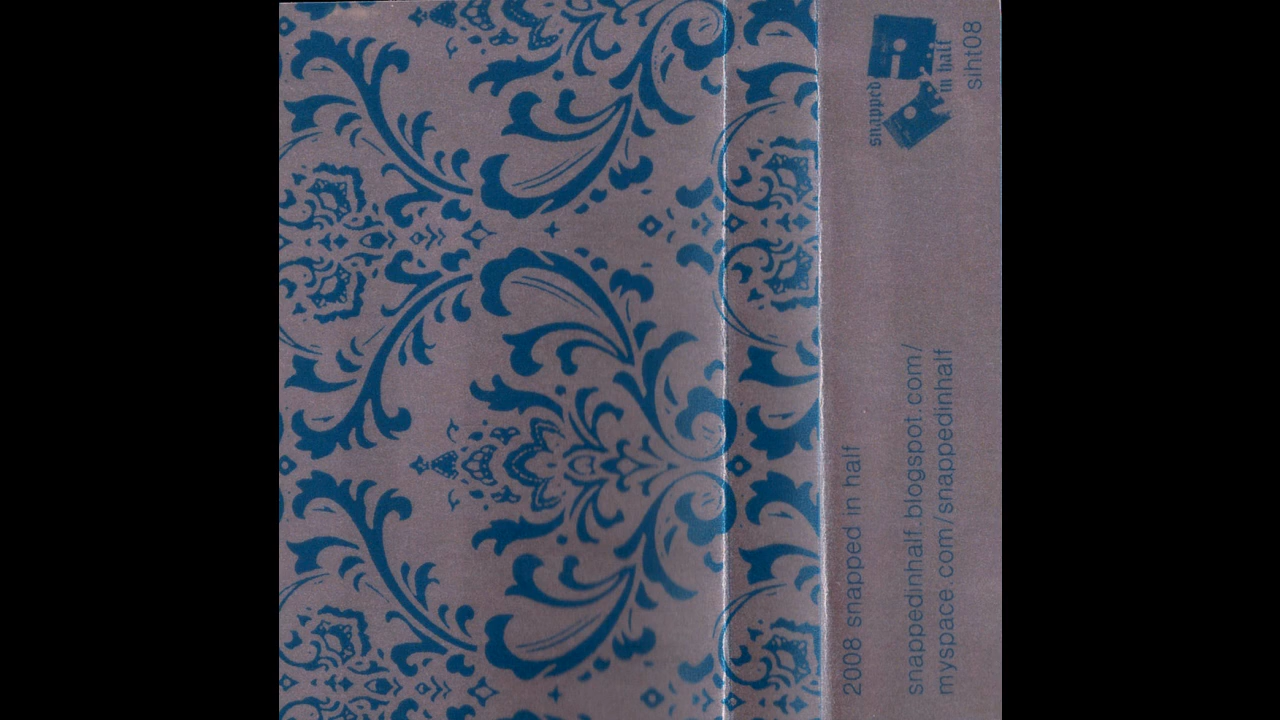 snapped
in half
siht08
2008 snapped in half
snappedinhalf.blogspot.com/
myspace.com/snappedinhalf